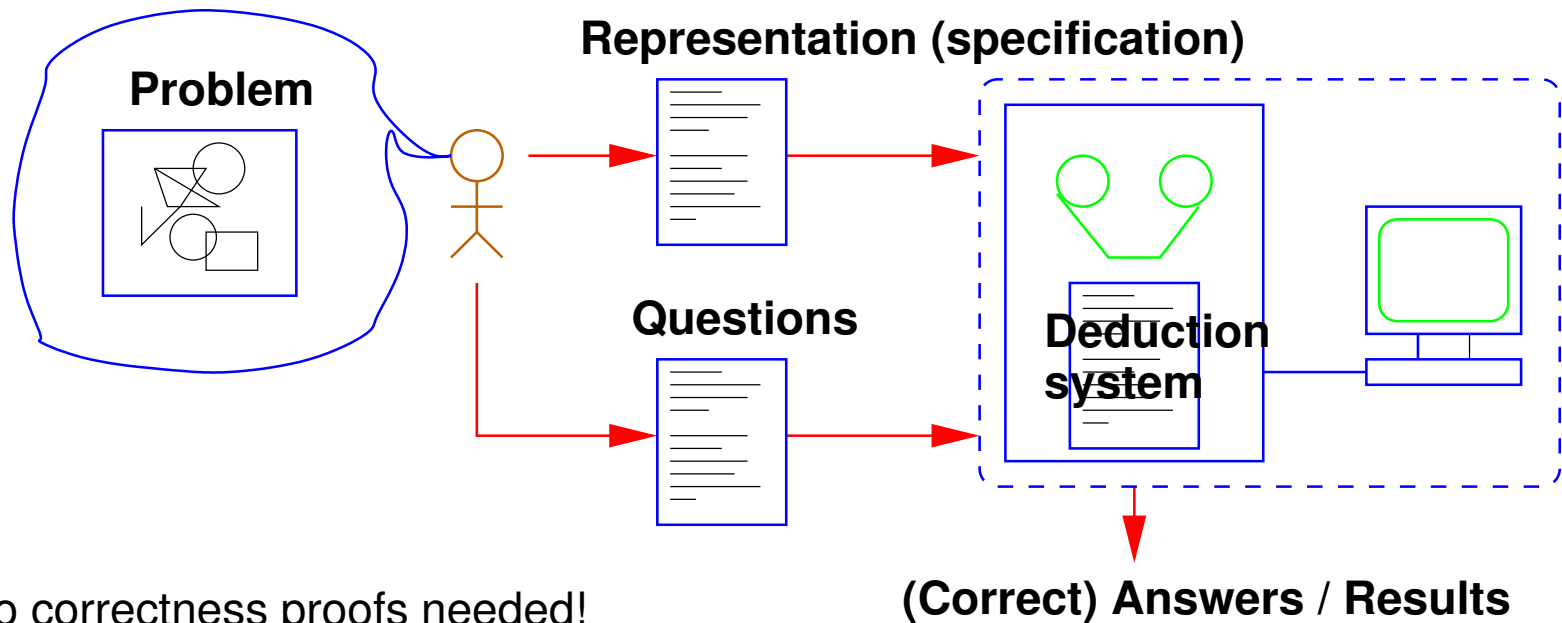 Representation (specification)
Problem
Questions
Deduction
system
(Correct) Answers / Results
correctness proofs needed!